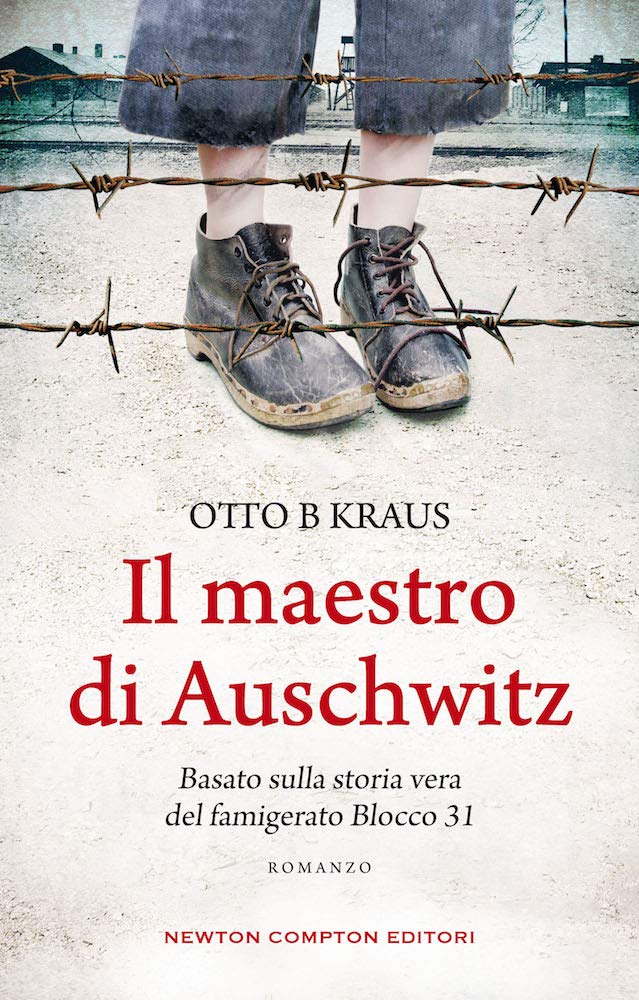 OTTO B KRAUS
Il maestro
di Auschwitz
Basato sulla storia vera
del famigerato Blocco 31
ROMANZO
NEWTON COMPTON EDITORI